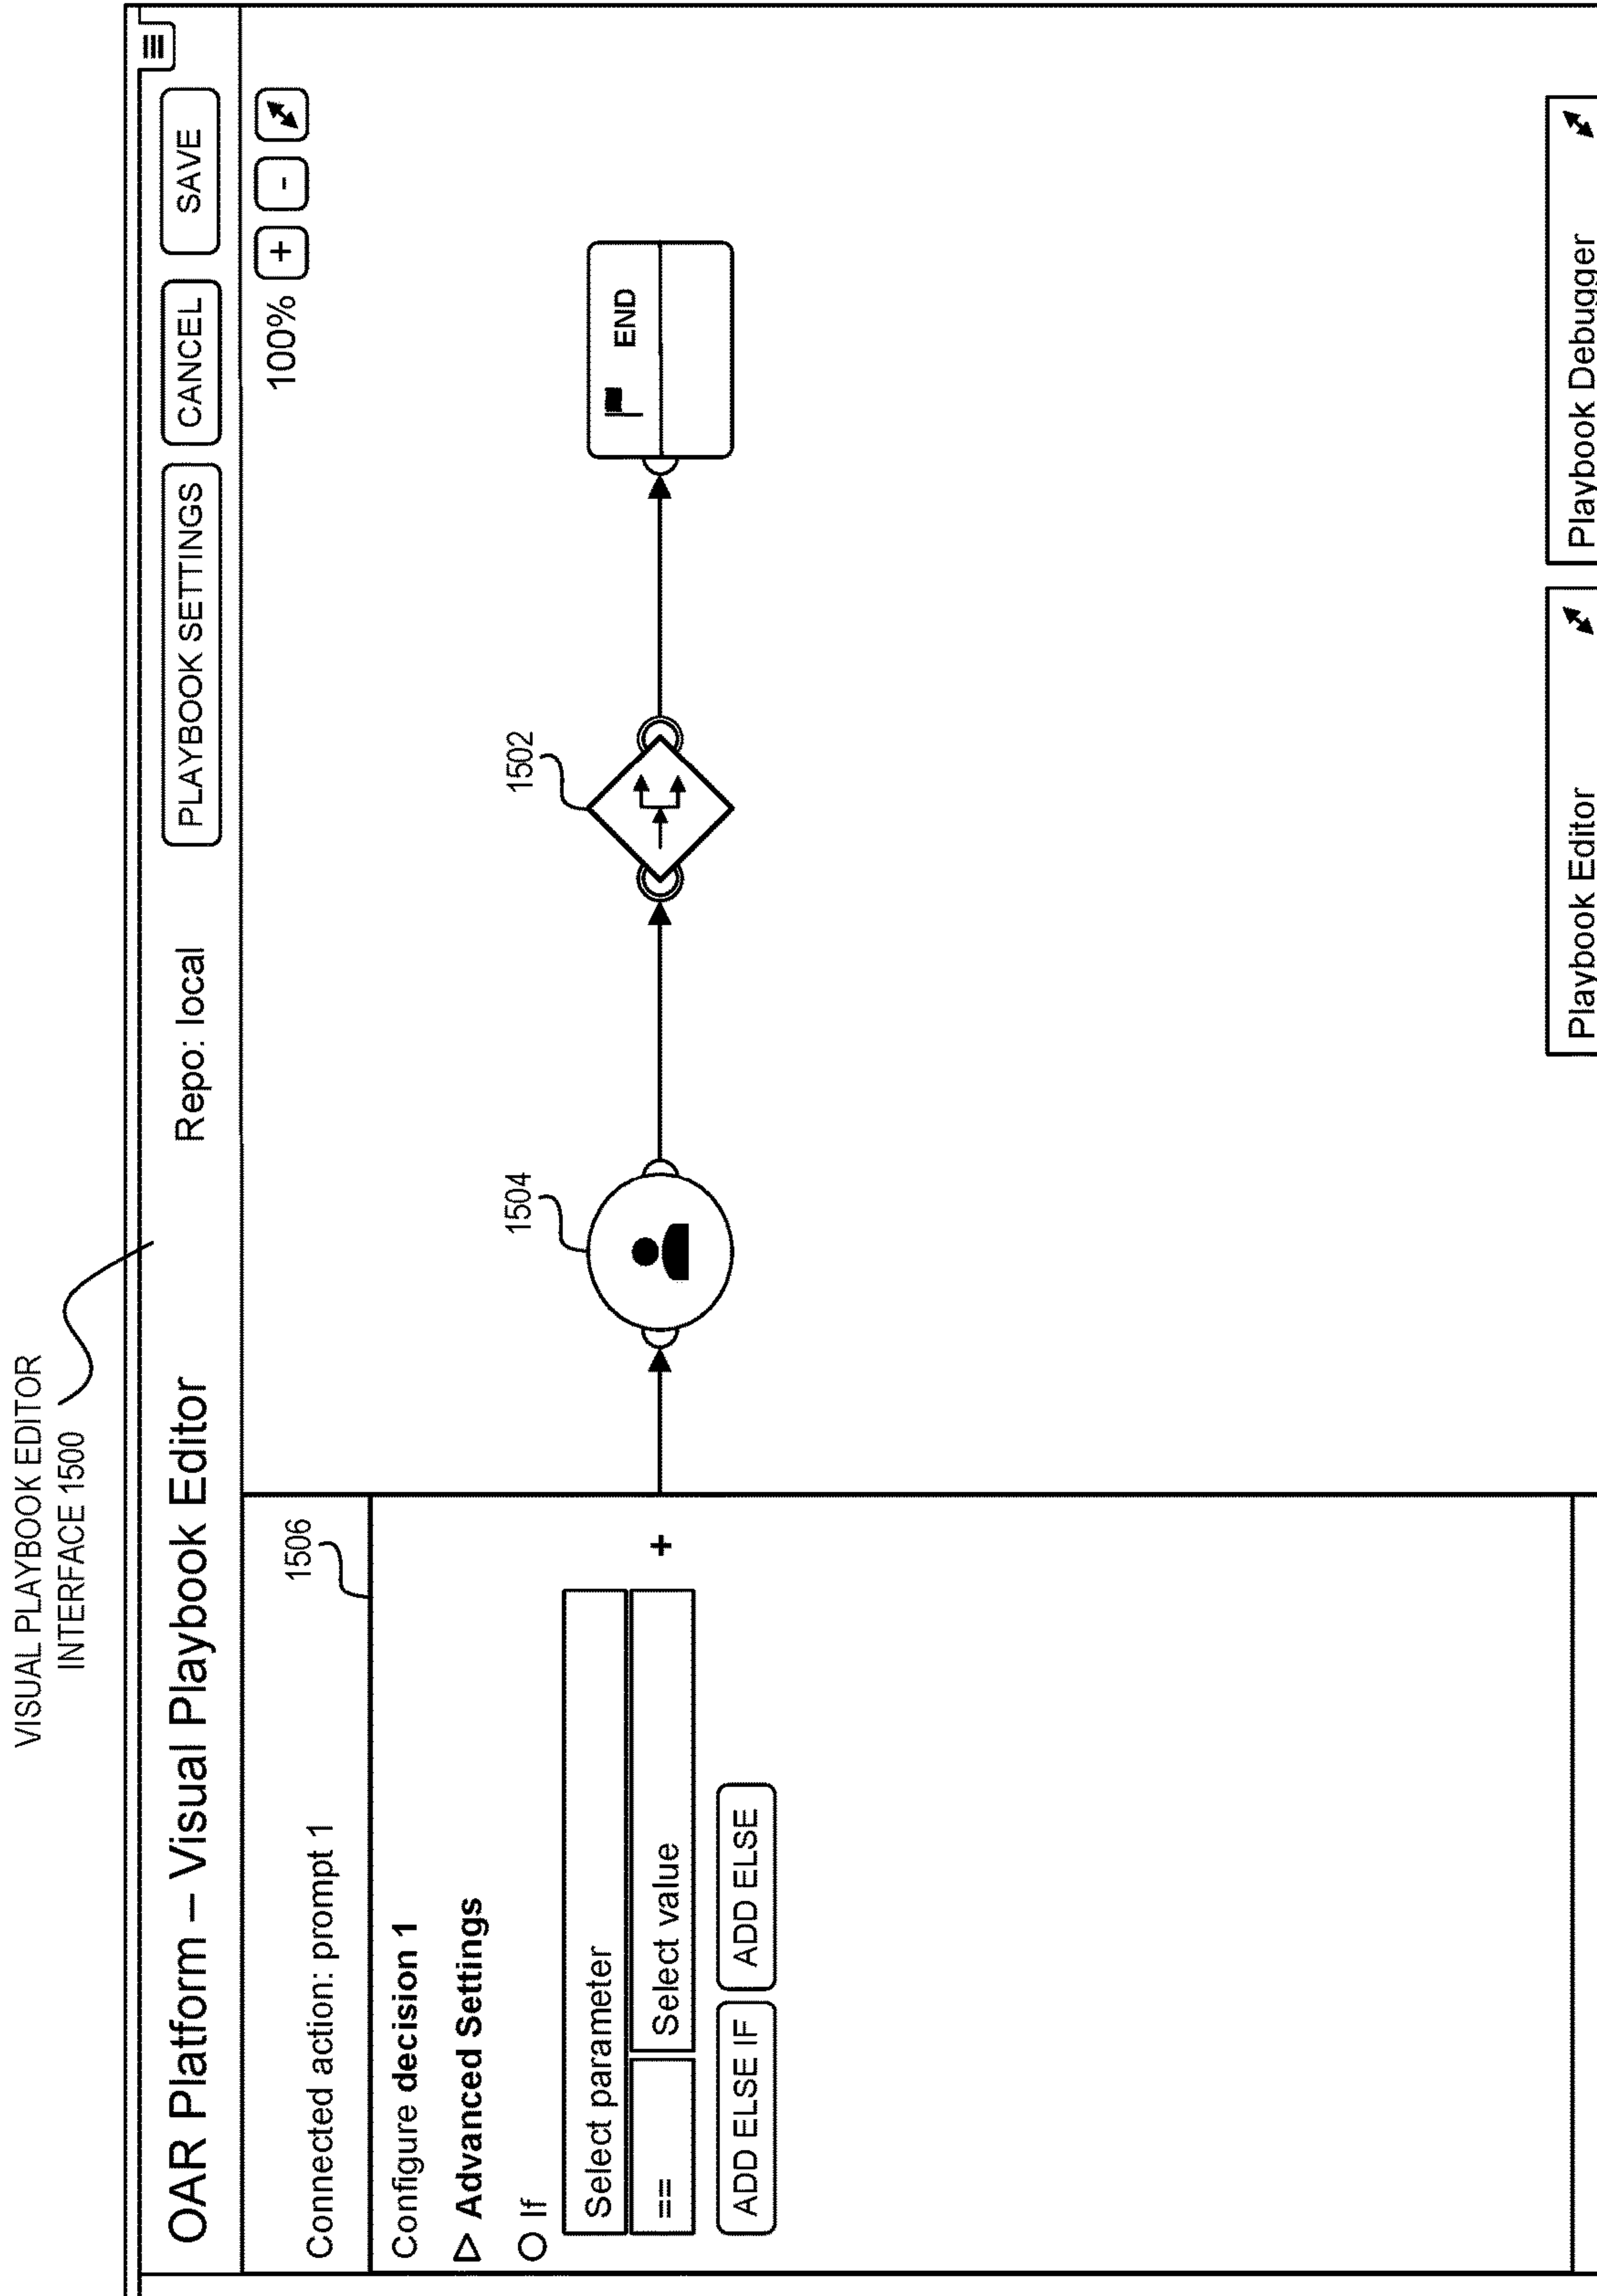 VISUAL PLAYBOOK EDITOR
INTERFACE 1500
OAR Platform – Visual Playbook Editor
Repo: local
PLAYBOOK SETTINGS
CANCEL
SAVE
100%
+
-
Connected action: prompt 1
1506
Configure decision 1
Advanced Settings
If
Select parameter
==
Select value
+
ADD ELSE IF
ADD ELSE
1504
1502
END
Playbook Editor
Playbook Debugger